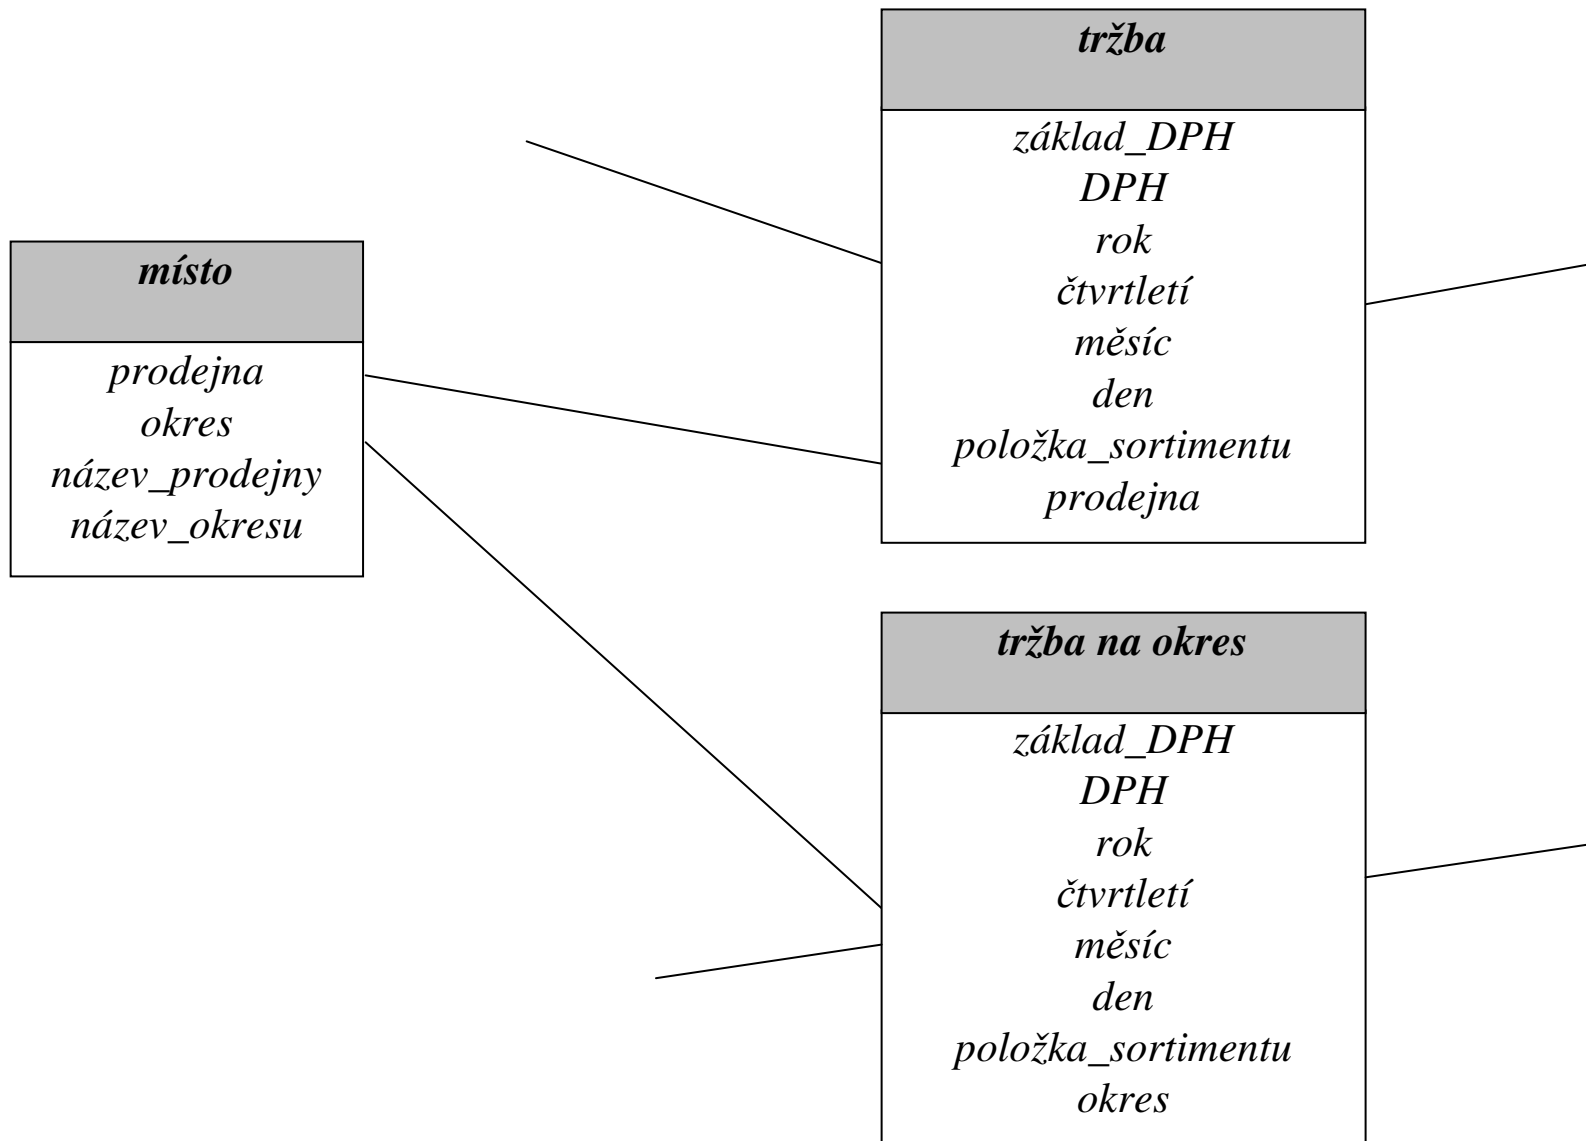 místo
prodejna
okres
název_prodejny
název_okresu
tržba
základ_DPH
DPH
rok
čtvrtletí
měsíc
den
položka_sortimentu
prodejna
tržba na okres
základ_DPH
DPH
rok
čtvrtletí
měsíc
den
položka_sortimentu
okres